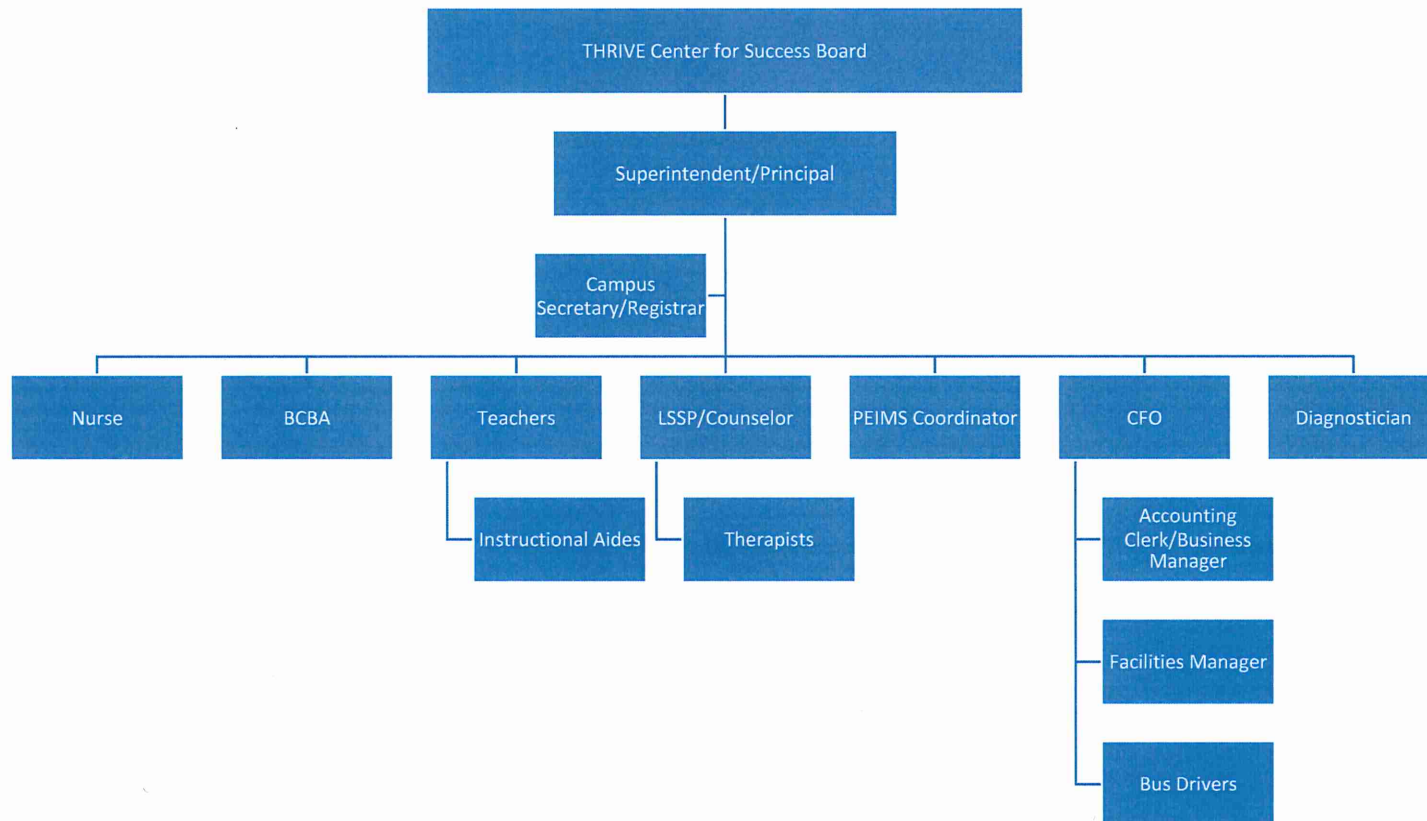 THRIVE Center for Success Board
Superintendent/Principal
Campus
Secretary/Registrar
Nurse
BCBA
Teachers
LSSP/Counselor
PEIMS Coordinator
CFO
Diagnostician
Instructional Aides
Therapists
Accounting
Clerk/Business
Manager
Facilities Manager
Bus Drivers